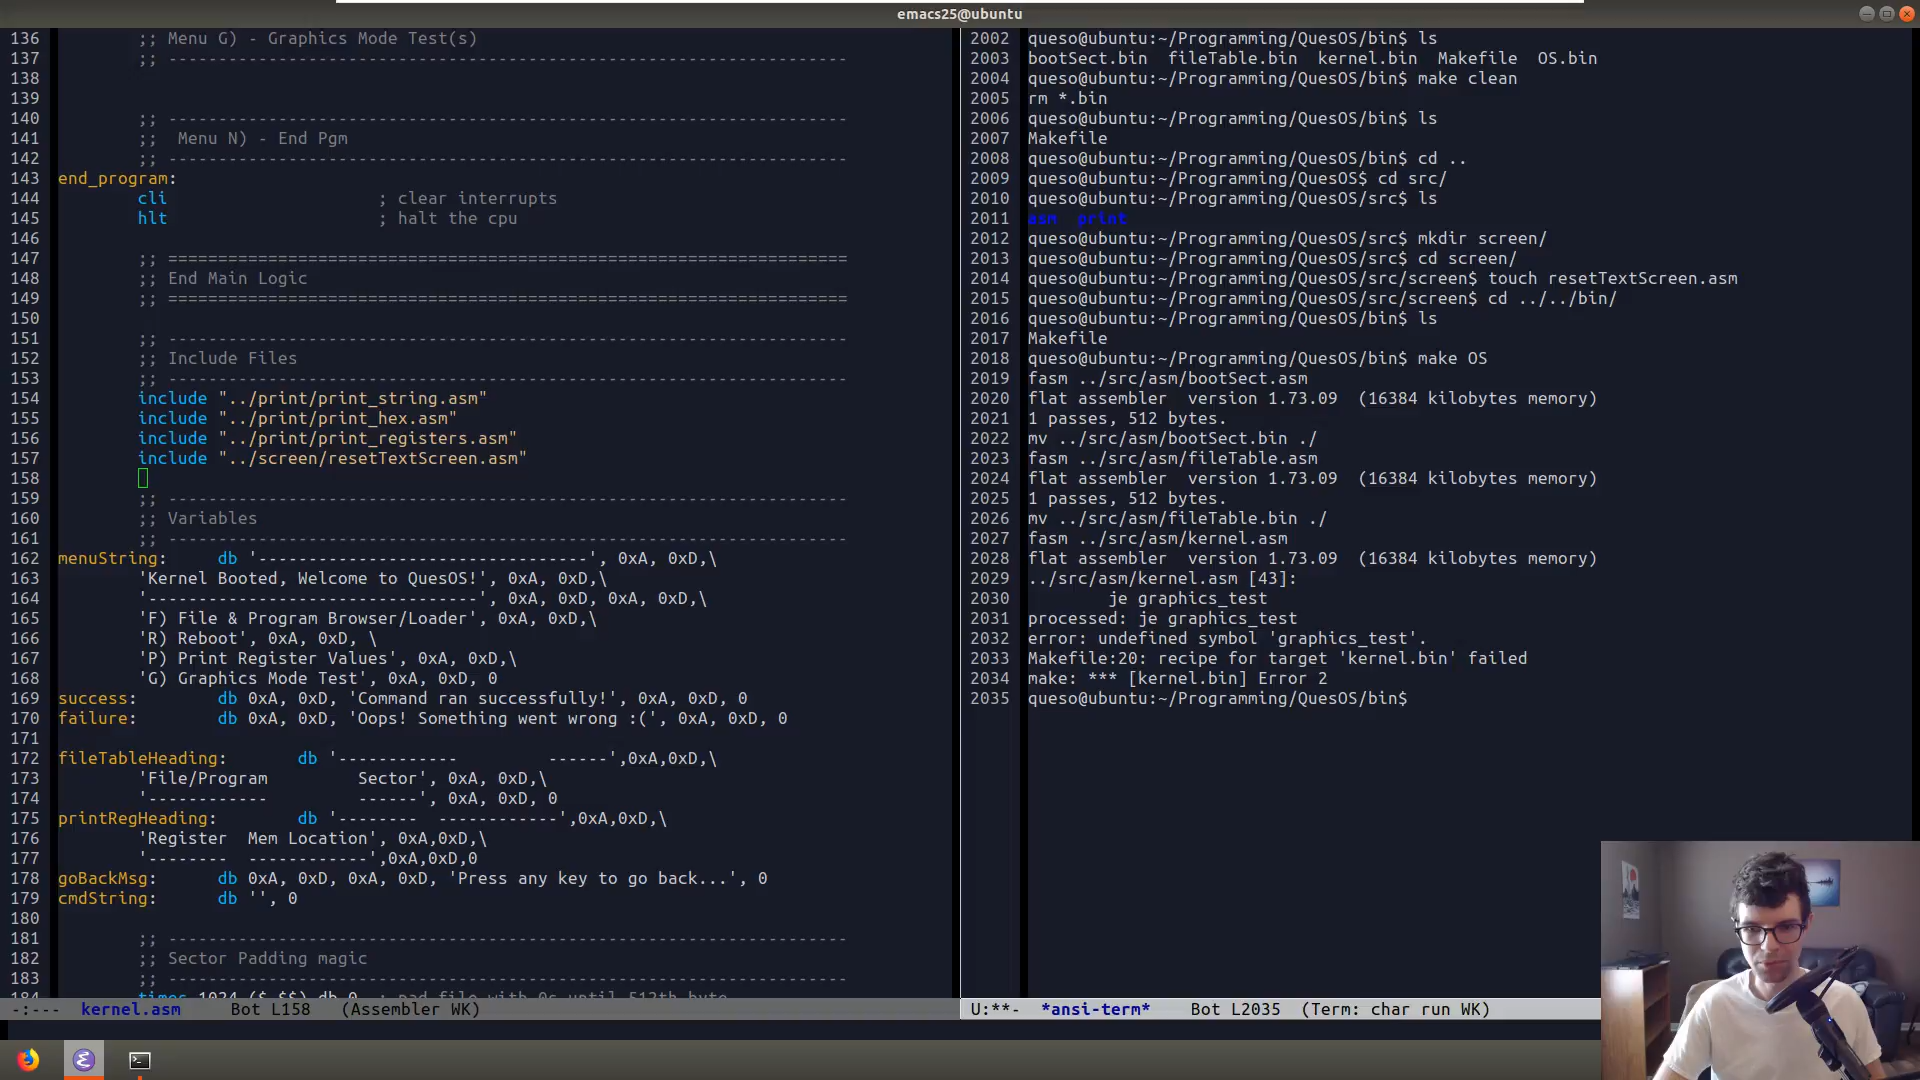 emacs25@ubuntu
136 ;; Menu G) - Graphics Mode Test(s)
137 ;; --------------------------------------------------------------------
138
139
140 ;; --------------------------------------------------------------------
141 ;;  Menu N) - End Pgm
142 ;; --------------------------------------------------------------------
143 end_program:
144 cli ; clear interrupts
145 hlt ; halt the cpu
146
147 ;; ====================================================================
148 ;; End Main Logic
149 ;; ====================================================================
150
151 ;; --------------------------------------------------------------------
152 ;; Include Files
153 ;; --------------------------------------------------------------------
154 include "../print/print_string.asm"
155 include "../print/print_hex.asm"
156 include "../print/print_registers.asm"
157 include "../screen/resetTextScreen.asm"
158
159 ;; --------------------------------------------------------------------
160 ;; Variables
161 ;; --------------------------------------------------------------------
162 menuString: db '---------------------------------', 0xA, 0xD,\
163 'Kernel Booted, Welcome to QuesOS!', 0xA, 0xD,\
164 '---------------------------------', 0xA, 0xD, 0xA, 0xD,\
165 'F) File & Program Browser/Loader', 0xA, 0xD,\
166 'R) Reboot', 0xA, 0xD, \
167 'P) Print Register Values', 0xA, 0xD,\
168 'G) Graphics Mode Test', 0xA, 0xD, 0
169 success: db 0xA, 0xD, 'Command ran successfully!', 0xA, 0xD, 0
170 failure: db 0xA, 0xD, 'Oops! Something went wrong :(', 0xA, 0xD, 0
171
172 fileTableHeading: db '------------         ------',0xA,0xD,\
173 'File/Program         Sector', 0xA, 0xD,\
174 '------------         ------', 0xA, 0xD, 0
175 printRegHeading: db '--------  ------------',0xA,0xD,\
176 'Register  Mem Location', 0xA,0xD,\
177 '--------  ------------',0xA,0xD,0
178 goBackMsg: db 0xA, 0xD, 0xA, 0xD, 'Press any key to go back...', 0
179 cmdString: db '', 0
180
181 ;; --------------------------------------------------------------------
182 ;; Sector Padding magic
183 ;; --------------------------------------------------------------------
184 times 1024-($-$$) db 0 ; pad file with 0s until 512th byte
-:--- kernel.asm Bot L158 (Assembler WK)
2002 queso@ubuntu:~/Programming/QuesOS/bin$ ls
2003 bootSect.bin  fileTable.bin  kernel.bin  Makefile  OS.bin
2004 queso@ubuntu:~/Programming/QuesOS/bin$ make clean
2005 rm *.bin
2006 queso@ubuntu:~/Programming/QuesOS/bin$ ls
2007 Makefile
2008 queso@ubuntu:~/Programming/QuesOS/bin$ cd ..
2009 queso@ubuntu:~/Programming/QuesOS$ cd src/
2010 queso@ubuntu:~/Programming/QuesOS/src$ ls
2011 asm  print
2012 queso@ubuntu:~/Programming/QuesOS/src$ mkdir screen/
2013 queso@ubuntu:~/Programming/QuesOS/src$ cd screen/
2014 queso@ubuntu:~/Programming/QuesOS/src/screen$ touch resetTextScreen.asm
2015 queso@ubuntu:~/Programming/QuesOS/src/screen$ cd ../../bin/
2016 queso@ubuntu:~/Programming/QuesOS/bin$ ls
2017 Makefile
2018 queso@ubuntu:~/Programming/QuesOS/bin$ make OS
2019 fasm ../src/asm/bootSect.asm
2020 flat assembler  version 1.73.09  (16384 kilobytes memory)
2021 1 passes, 512 bytes.
2022 mv ../src/asm/bootSect.bin ./
2023 fasm ../src/asm/fileTable.asm
2024 flat assembler  version 1.73.09  (16384 kilobytes memory)
2025 1 passes, 512 bytes.
2026 mv ../src/asm/fileTable.bin ./
2027 fasm ../src/asm/kernel.asm
2028 flat assembler  version 1.73.09  (16384 kilobytes memory)
2029 ../src/asm/kernel.asm [43]:
2030 je graphics_test
2031 processed: je graphics_test
2032 error: undefined symbol 'graphics_test'.
2033 Makefile:20: recipe for target 'kernel.bin' failed
2034 make: *** [kernel.bin] Error 2
2035 queso@ubuntu:~/Programming/QuesOS/bin$
U:**- *ansi-term* Bot L2035 (Term: char run WK)